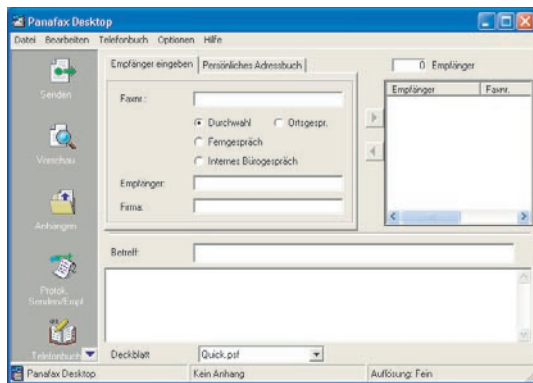 Panafax Desktop
Datei Bearbeiten Telefonbuch Optionen Hilfe
Senden
Vorschau
Anhängen
Protok.
Senden/Empf
Telefonbuch
Empfänger eingeben Persönliches Adressbuch
Faxnr.:
Durchwahl Ortsgespr.
Ferngespräch
Internes Bürogespräch
Empfänger:
Firma:
0 Empfänger
Empfänger Faxnr.
Betreff:
Deckblatt Quick.psf
Panafax Desktop Kein Anhang Auflösung: Fein